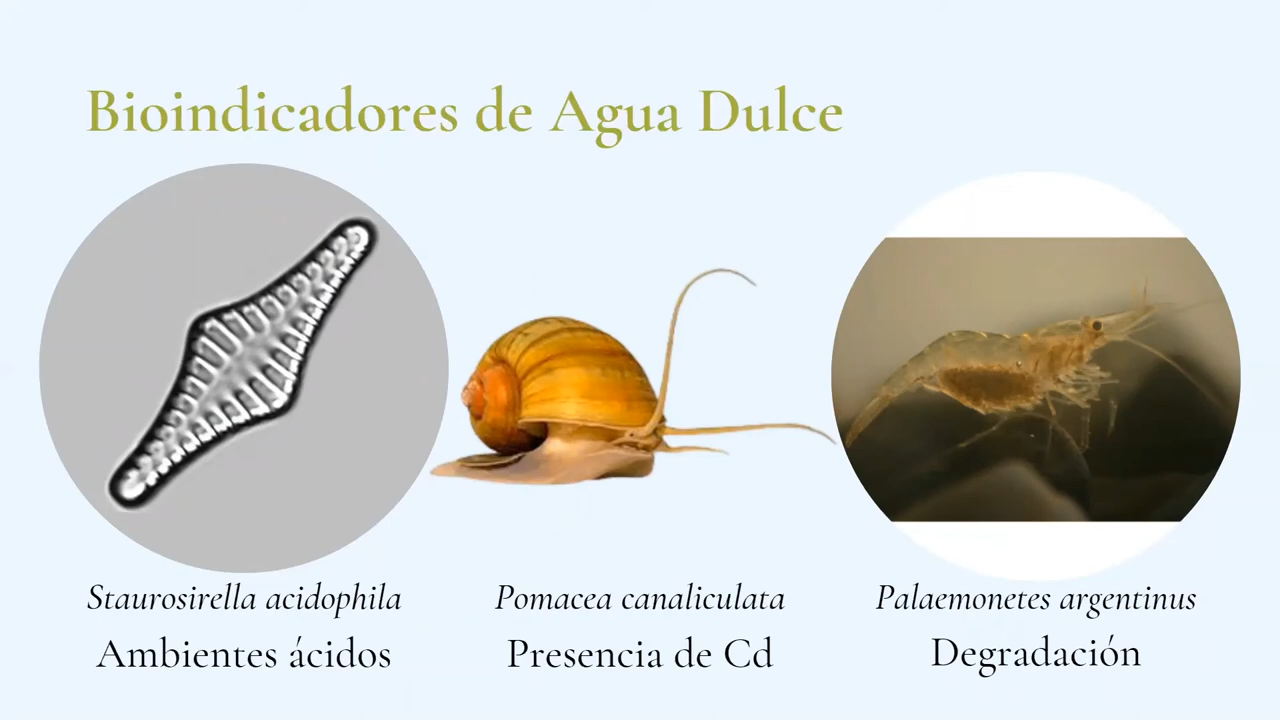 Bioindicadores de Agua Dulce
Staurosirella acidophila
Ambientes ácidos
Pomacea canaliculata
Presencia de Cd
Palaemonetes argentinus
Degradación